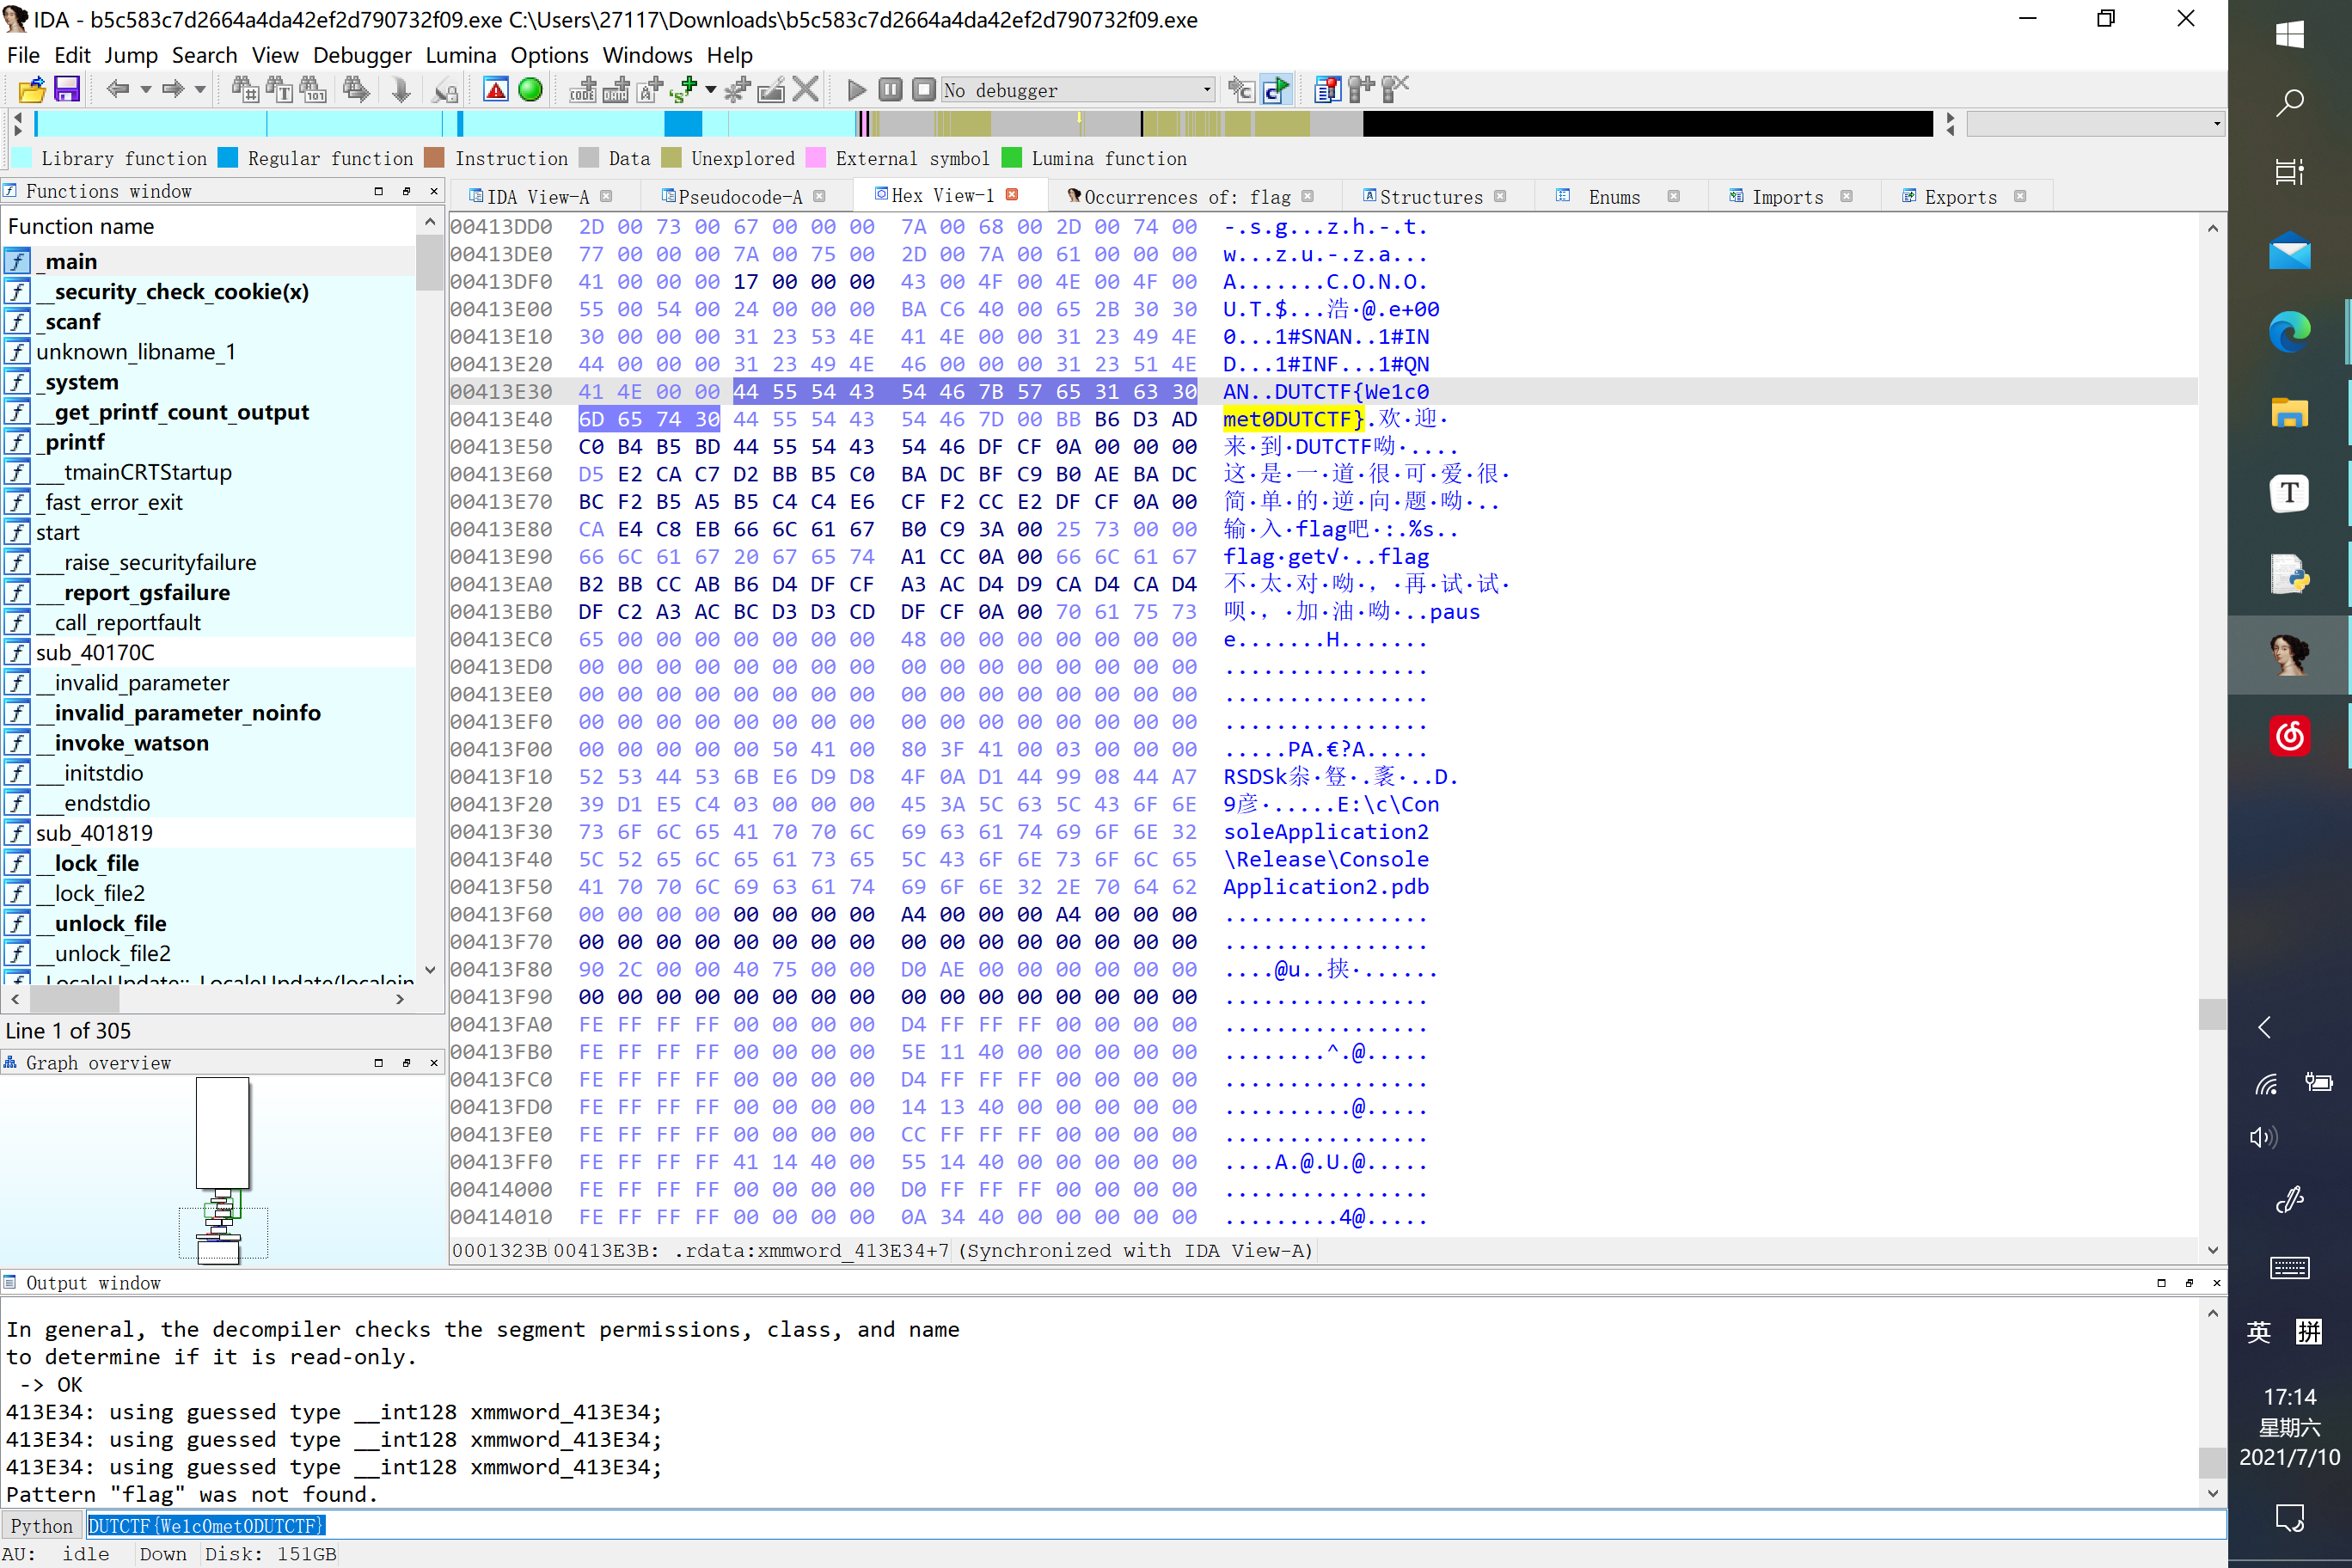 IDA - b5c583c7d2664a4da42ef2d790732f09.exe C:\Users\27117\Downloads\b5c583c7d2664a4da42ef2d790732f09.exe
File Edit Jump Search View Debugger Lumina Options Windows Help
No debugger
Library function Regular function Instruction Data Unexplored External symbol Lumina function
Functions window
Function name
_main
__security_check_cookie(x)
_scanf
unknown_libname_1
_system
__get_printf_count_output
_printf
___tmainCRTStartup
_fast_error_exit
start
___raise_securityfailure
___report_gsfailure
__call_reportfault
sub_40170C
__invalid_parameter
__invalid_parameter_noinfo
__invoke_watson
___initstdio
___endstdio
sub_401819
__lock_file
__lock_file2
__unlock_file
__unlock_file2
_LocaleUpdate::_LocaleUpdate(localein
Line 1 of 305
Graph overview
IDA View-A Pseudocode-A Hex View-1 Occurrences of: flag Structures Enums Imports Exports
00413DD0 2D 00 73 00 67 00 00 00 7A 00 68 00 2D 00 74 00 -.s.g...z.h.-.t.
00413DE0 77 00 00 00 7A 00 75 00 2D 00 7A 00 61 00 00 00 w...z.u.-.z.a...
00413DF0 41 00 00 00 17 00 00 00 43 00 4F 00 4E 00 4F 00 A.......C.O.N.O.
00413E00 55 00 54 00 24 00 00 00 BA C6 40 00 65 2B 30 30 U.T.$...浩·@.e+00
00413E10 30 00 00 00 31 23 53 4E 41 4E 00 00 31 23 49 4E 0...1#SNAN..1#IN
00413E20 44 00 00 00 31 23 49 4E 46 00 00 00 31 23 51 4E D...1#INF...1#QN
00413E30 41 4E 00 00 44 55 54 43 54 46 7B 57 65 31 63 30 AN..DUTCTF{We1c0
00413E40 6D 65 74 30 44 55 54 43 54 46 7D 00 BB B6 D3 AD met0DUTCTF}.欢·迎·
00413E50 C0 B4 B5 BD 44 55 54 43 54 46 DF CF 0A 00 00 00 来·到·DUTCTF呦·....
00413E60 D5 E2 CA C7 D2 BB B5 C0 BA DC BF C9 B0 AE BA DC 这·是·一·道·很·可·爱·很·
00413E70 BC F2 B5 A5 B5 C4 C4 E6 CF F2 CC E2 DF CF 0A 00 简·单·的·逆·向·题·呦·..
00413E80 CA E4 C8 EB 66 6C 61 67 B0 C9 3A 00 25 73 00 00 输·入·flag吧·:.%s..
00413E90 66 6C 61 67 20 67 65 74 A1 CC 0A 00 66 6C 61 67 flag·get√·..flag
00413EA0 B2 BB CC AB B6 D4 DF CF A3 AC D4 D9 CA D4 CA D4 不·太·对·呦·，·再·试·试·
00413EB0 DF C2 A3 AC BC D3 D3 CD DF CF 0A 00 70 61 75 73 呗·，·加·油·呦·..paus
00413EC0 65 00 00 00 00 00 00 00 48 00 00 00 00 00 00 00 e.......H.......
00413ED0 00 00 00 00 00 00 00 00 00 00 00 00 00 00 00 00 ................
00413EE0 00 00 00 00 00 00 00 00 00 00 00 00 00 00 00 00 ................
00413EF0 00 00 00 00 00 00 00 00 00 00 00 00 00 00 00 00 ................
00413F00 00 00 00 00 00 50 41 00 80 3F 41 00 03 00 00 00 .....PA.€?A.....
00413F10 52 53 44 53 6B E6 D9 D8 4F 0A D1 44 99 08 44 A7 
00413F20 39 D1 E5 C4 03 00 00 00 45 3A 5C 63 5C 43 6F 6E 9彦·.....E:\c\Con
00413F30 73 6F 6C 65 41 70 70 6C 69 63 61 74 69 6F 6E 32 soleApplication2
00413F40 5C 52 65 6C 65 61 73 65 5C 43 6F 6E 73 6F 6C 65 \Release\Console
00413F50 41 70 70 6C 69 63 61 74 69 6F 6E 32 2E 70 64 62 Application2.pdb
00413F60 00 00 00 00 00 00 00 00 A4 00 00 00 A4 00 00 00 ................
00413F70 00 00 00 00 00 00 00 00 00 00 00 00 00 00 00 00 ................
00413F80 90 2C 00 00 40 75 00 00 D0 AE 00 00 00 00 00 00 ....@u..挟·.......
00413F90 00 00 00 00 00 00 00 00 00 00 00 00 00 00 00 00 ................
00413FA0 FE FF FF FF 00 00 00 00 D4 FF FF FF 00 00 00 00 ................
00413FB0 FE FF FF FF 00 00 00 00 5E 11 40 00 00 00 00 00 ........^.@.....
00413FC0 FE FF FF FF 00 00 00 00 D4 FF FF FF 00 00 00 00 ................
00413FD0 FE FF FF FF 00 00 00 00 14 13 40 00 00 00 00 00 ..........@.....
00413FE0 FE FF FF FF 00 00 00 00 CC FF FF FF 00 00 00 00 ................
00413FF0 FE FF FF FF 41 14 40 00 55 14 40 00 00 00 00 00 ....A.@.U.@.....
00414000 FE FF FF FF 00 00 00 00 D0 FF FF FF 00 00 00 00 ................
00414010 FE FF FF FF 00 00 00 00 0A 34 40 00 00 00 00 00 .........4@.....
0001323B 00413E3B: .rdata:xmmword_413E34+7 (Synchronized with IDA View-A)
Output window
In general, the decompiler checks the segment permissions, class, and name
to determine if it is read-only.
-> OK
413E34: using guessed type __int128 xmmword_413E34;
413E34: using guessed type __int128 xmmword_413E34;
413E34: using guessed type __int128 xmmword_413E34;
Pattern "flag" was not found.
Python DUTCTF{We1c0met0DUTCTF}
AU: idle Down Disk: 151GB
英 拼
17:14
星期六
2021/7/10